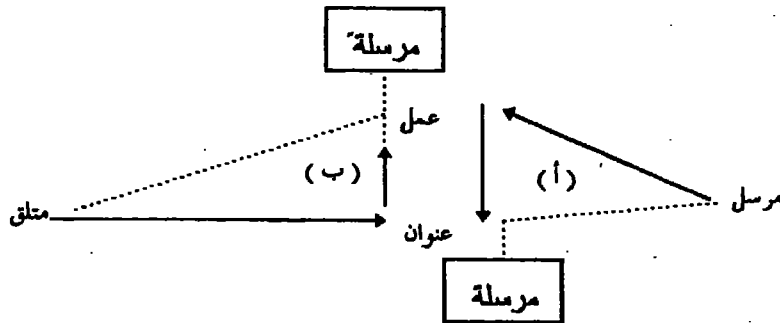 مرسلة
عمل
(ب)
(أ)
مرسل
متلق
عنوان
مرسلة